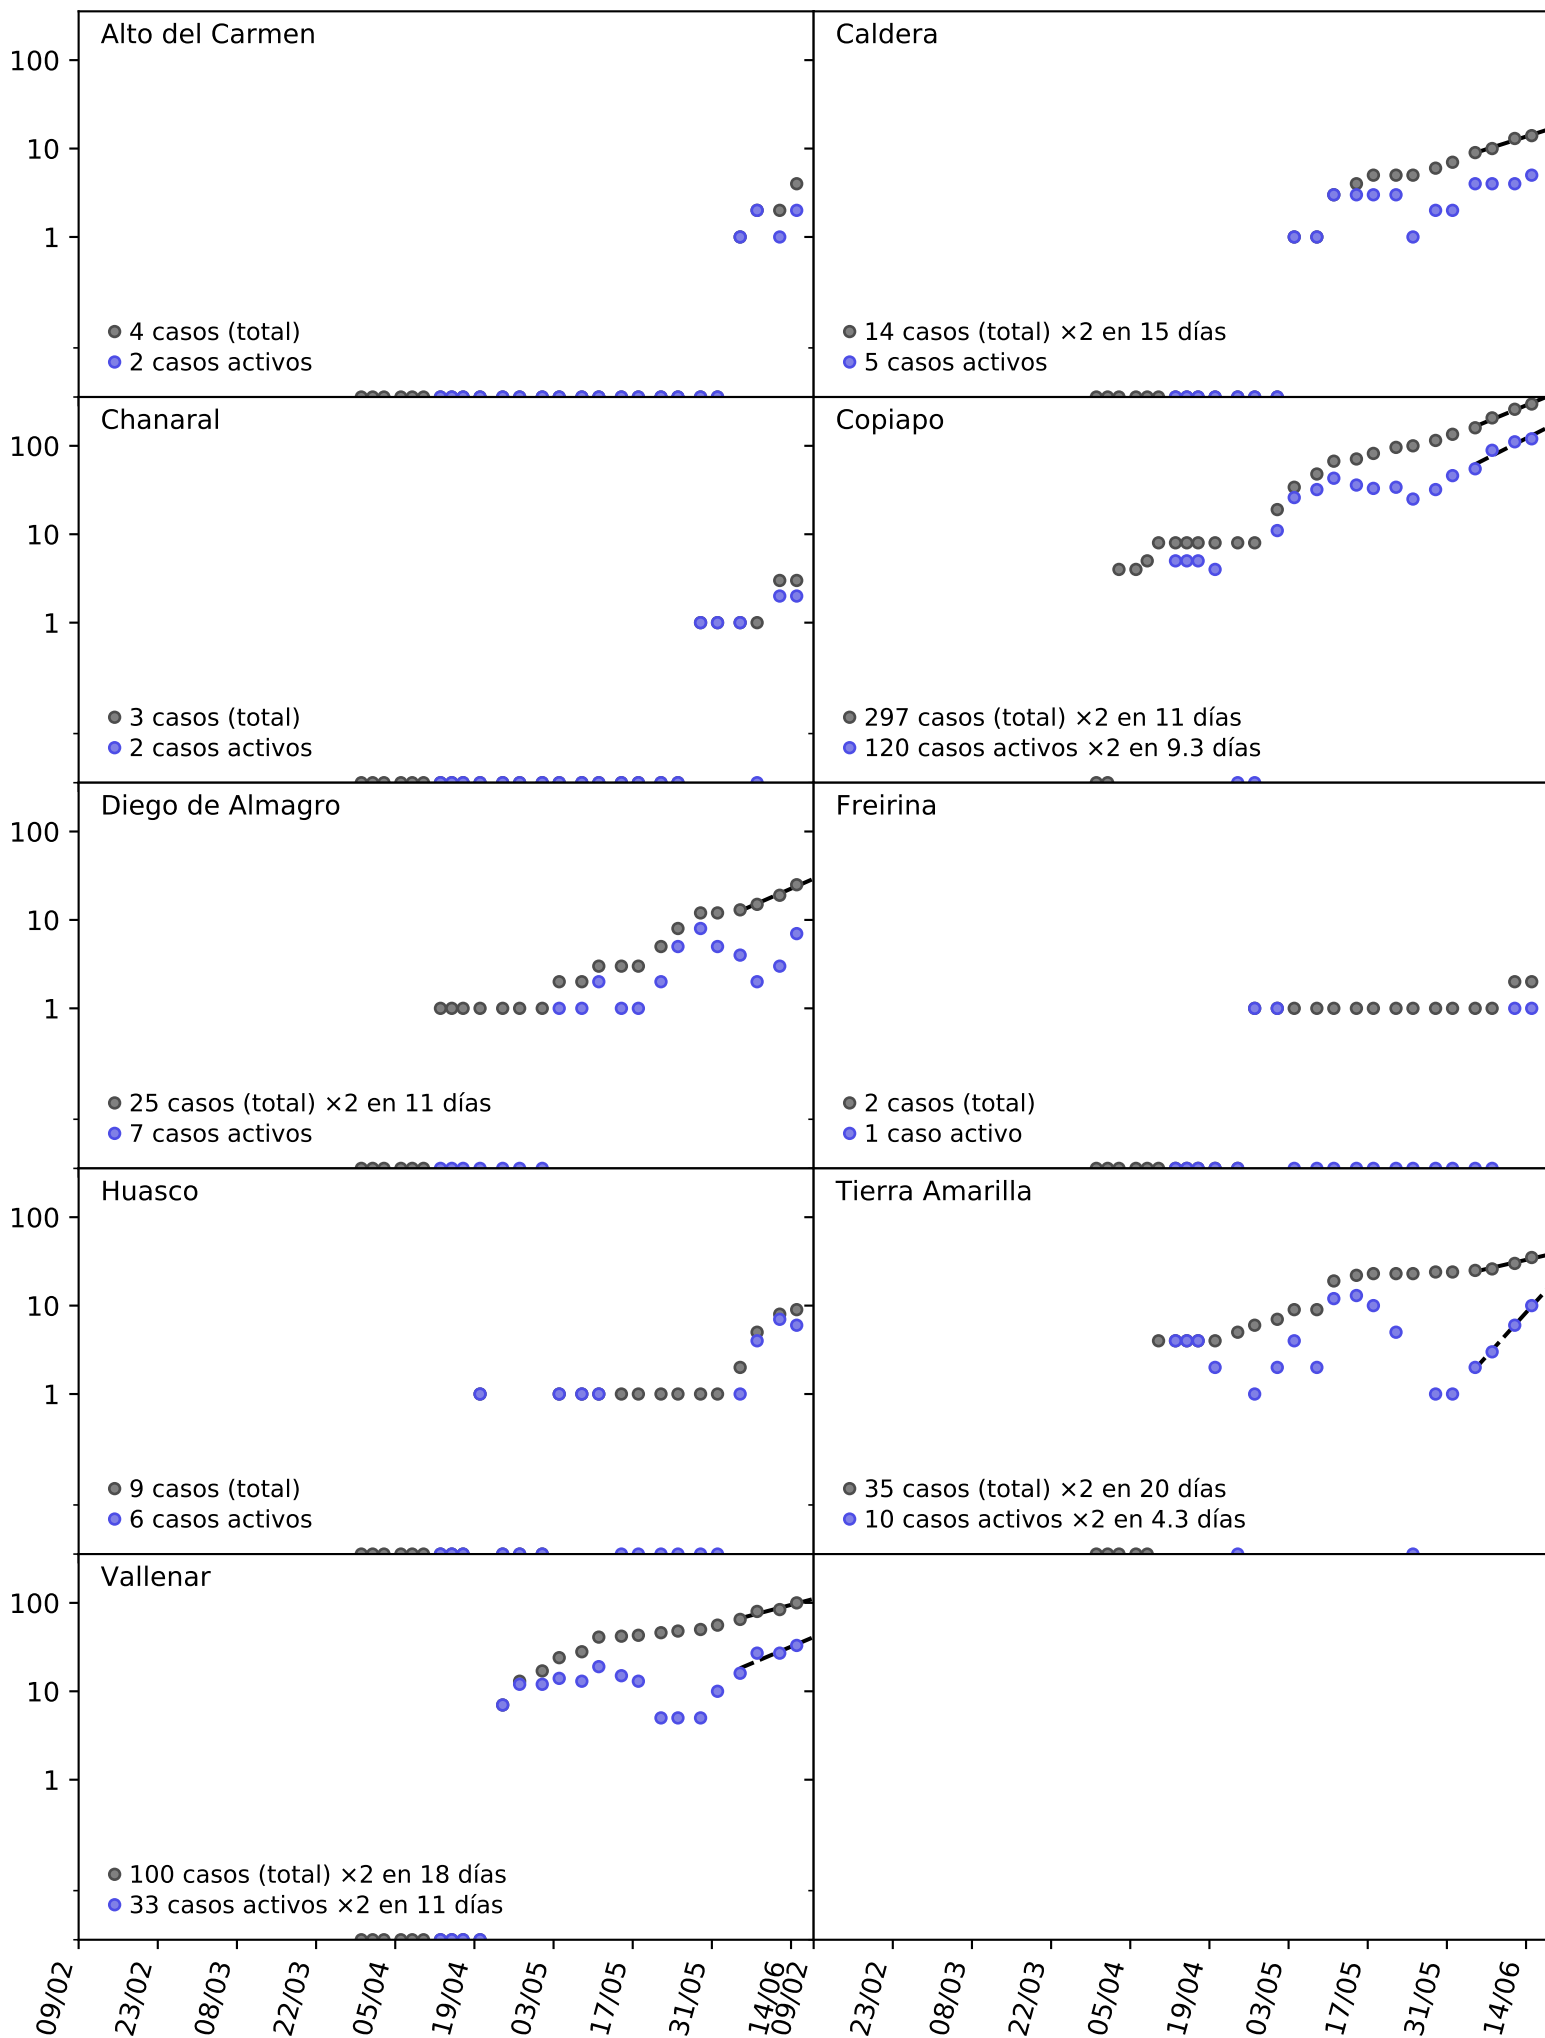 Alto del Carmen
100
10
1
4 casos (total)
2 casos activos
Caldera
14 casos (total) ×2 en 15 días
5 casos activos
Chanaral
100
10
1
3 casos (total)
2 casos activos
Copiapo
297 casos (total) ×2 en 11 días
120 casos activos ×2 en 9.3 días
Diego de Almagro
100
10
1
25 casos (total) ×2 en 11 días
7 casos activos
Freirina
2 casos (total)
1 caso activo
Huasco
100
10
1
9 casos (total)
6 casos activos
Tierra Amarilla
35 casos (total) ×2 en 20 días
10 casos activos ×2 en 4.3 días
Vallenar
100
10
1
100 casos (total) ×2 en 18 días
33 casos activos ×2 en 11 días
09/02
23/02
08/03
22/03
05/04
19/04
03/05
17/05
31/05
14/06
09/02
23/02
08/03
22/03
05/04
19/04
03/05
17/05
31/05
14/06